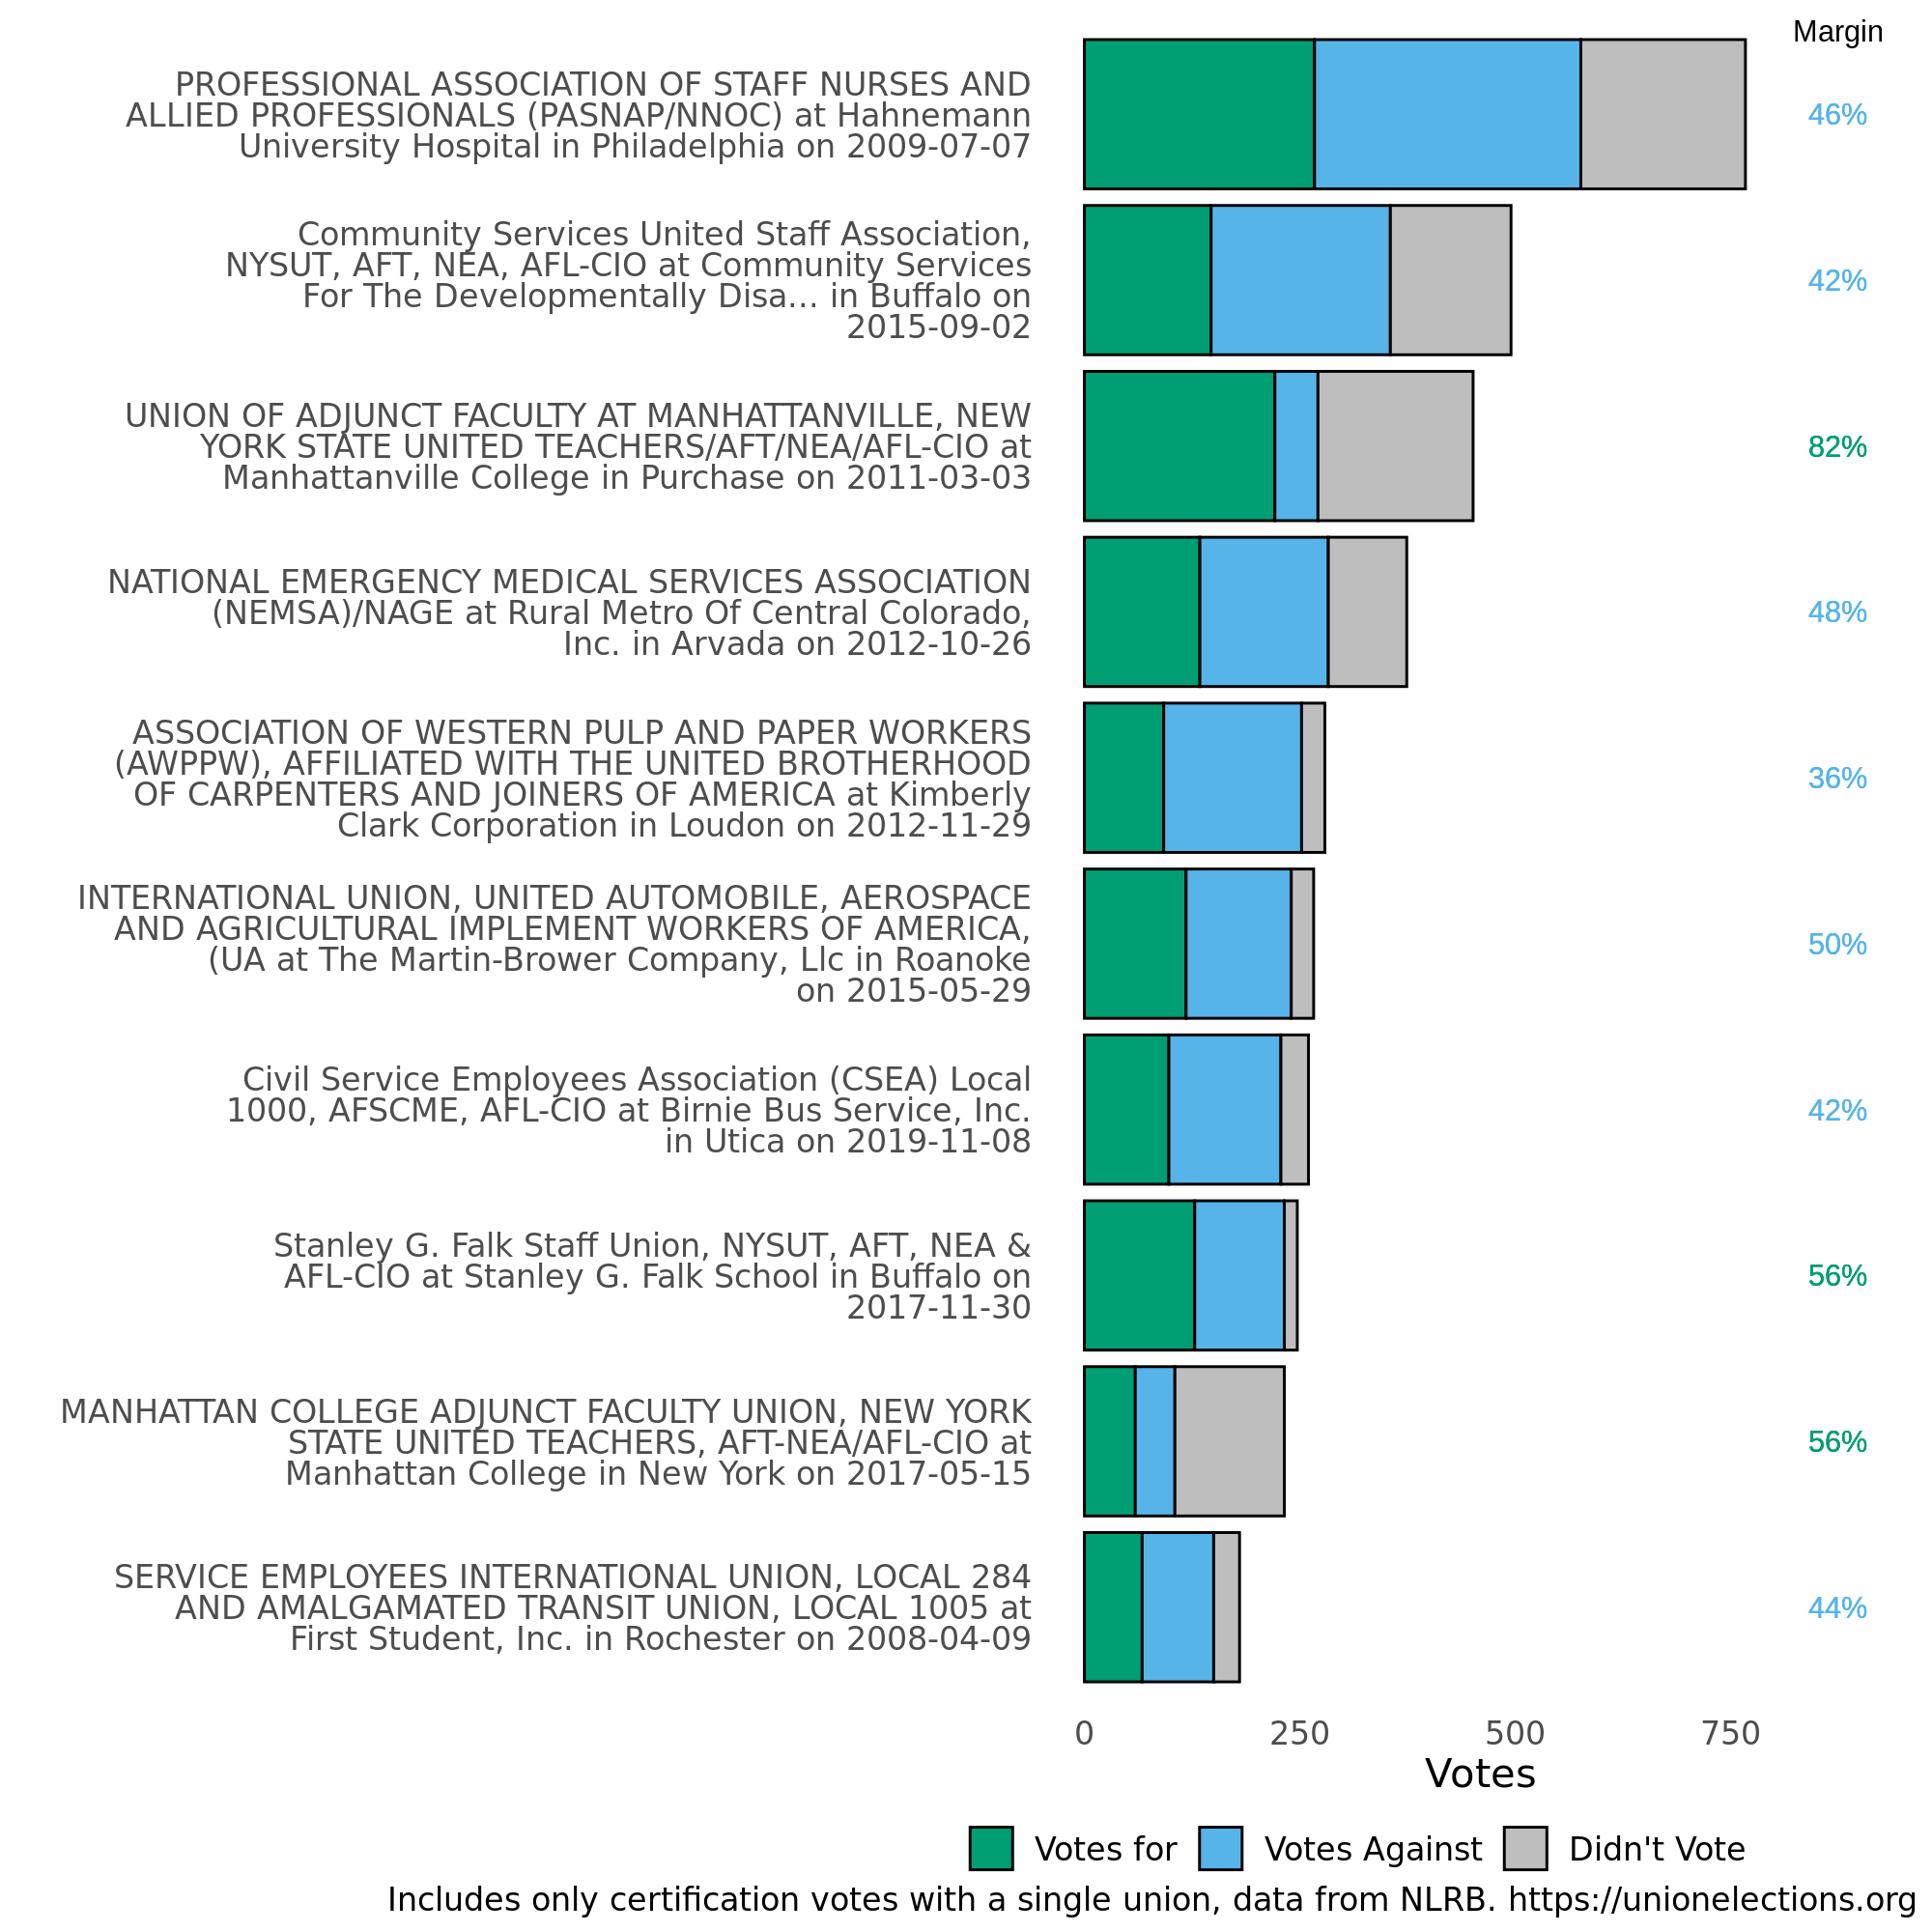 Margin
PROFESSIONAL ASSOCIATION OF STAFF NURSES AND
ALLIED PROFESSIONALS (PASNAP/NNOC) at Hahnemann
University Hospital in Philadelphia on 2009-07-07
46%
Community Services United Staff Association,
NYSUT, AFT, NEA, AFL-CIO at Community Services
For The Developmentally Disa... in Buffalo on
2015-09-02
42%
UNION OF ADJUNCT FACULTY AT MANHATTANVILLE, NEW
YORK STATE UNITED TEACHERS/AFT/NEA/AFL-CIO at
Manhattanville College in Purchase on 2011-03-03
82%
NATIONAL EMERGENCY MEDICAL SERVICES ASSOCIATION
(NEMSA)/NAGE at Rural Metro Of Central Colorado,
Inc. in Arvada on 2012-10-26
48%
ASSOCIATION OF WESTERN PULP AND PAPER WORKERS
(AWPPW), AFFILIATED WITH THE UNITED BROTHERHOOD
OF CARPENTERS AND JOINERS OF AMERICA at Kimberly
Clark Corporation in Loudon on 2012-11-29
36%
INTERNATIONAL UNION, UNITED AUTOMOBILE, AEROSPACE
AND AGRICULTURAL IMPLEMENT WORKERS OF AMERICA,
(UA at The Martin-Brower Company, Llc in Roanoke
on 2015-05-29
50%
Civil Service Employees Association (CSEA) Local
1000, AFSCME, AFL-CIO at Birnie Bus Service, Inc.
in Utica on 2019-11-08
42%
Stanley G. Falk Staff Union, NYSUT, AFT, NEA &
AFL-CIO at Stanley G. Falk School in Buffalo on
2017-11-30
56%
MANHATTAN COLLEGE ADJUNCT FACULTY UNION, NEW YORK
STATE UNITED TEACHERS, AFT-NEA/AFL-CIO at
Manhattan College in New York on 2017-05-15
56%
SERVICE EMPLOYEES INTERNATIONAL UNION, LOCAL 284
AND AMALGAMATED TRANSIT UNION, LOCAL 1005 at
First Student, Inc. in Rochester on 2008-04-09
44%
0 250 500 750
Votes
Votes for Votes Against Didn't Vote
Includes only certification votes with a single union, data from NLRB. https://unionelections.org